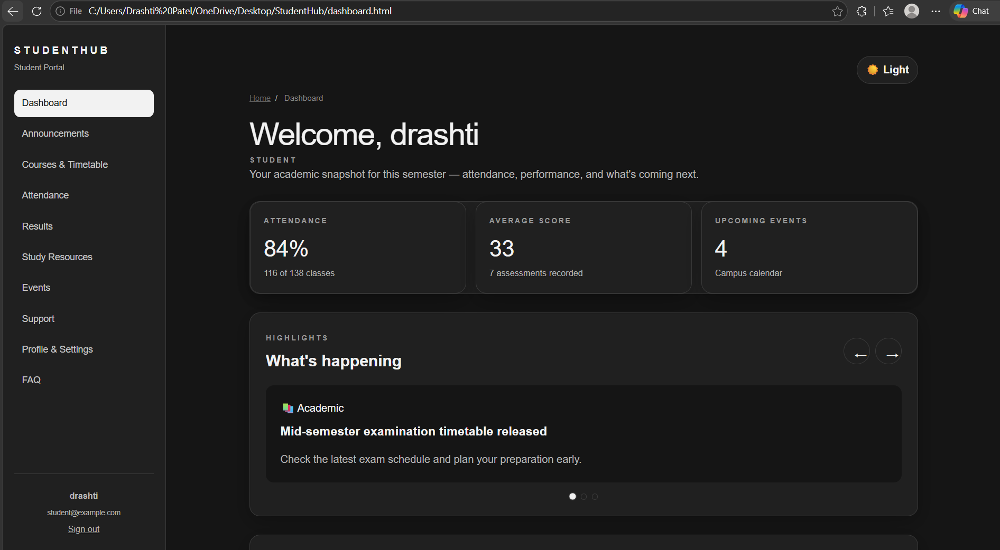 File C:/Users/Drashti%20Patel/OneDrive/Desktop/StudentHub/dashboard.html
Chat
STUDENTHUB
Student Portal
Dashboard
Announcements
Courses & Timetable
Attendance
Results
Study Resources
Events
Support
Profile & Settings
FAQ
drashti
student@example.com
Sign out
Light
Home / Dashboard
Welcome, drashti
STUDENT
Your academic snapshot for this semester — attendance, performance, and what's coming next.
ATTENDANCE
84%
116 of 138 classes
AVERAGE SCORE
33
7 assessments recorded
UPCOMING EVENTS
4
Campus calendar
HIGHLIGHTS
What's happening
← →
📚 Academic
Mid-semester examination timetable released
Check the latest exam schedule and plan your preparation early.